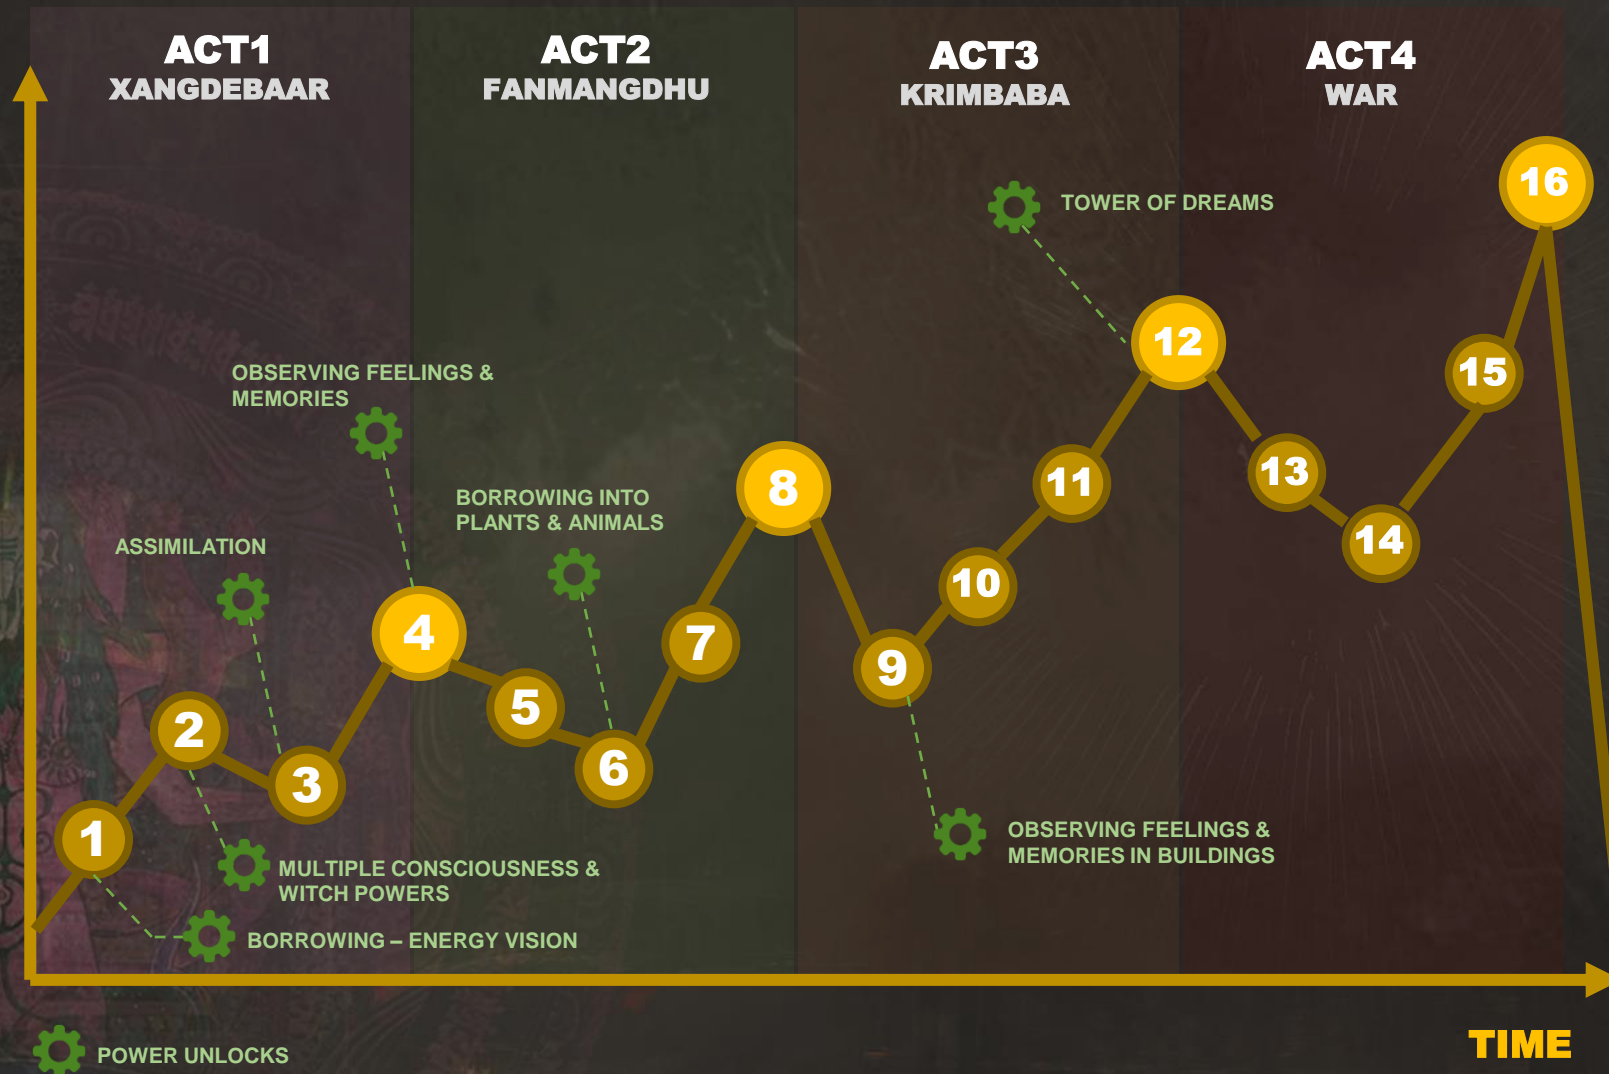 ACT1
XANGDEBAAR
ACT2
FANMANGDHU
ACT3
KRIMBABA
ACT4
WAR
16
TOWER OF DREAMS
12
OBSERVING FEELINGS &
MEMORIES
15
8
13
11
BORROWING INTO
PLANTS & ANIMALS
14
ASSIMILATION
10
4
7
9
5
2
6
3
1
OBSERVING FEELINGS &
MEMORIES IN BUILDINGS
MULTIPLE CONSCIOUSNESS &
WITCH POWERS
BORROWING – ENERGY VISION
TIME
POWER UNLOCKS